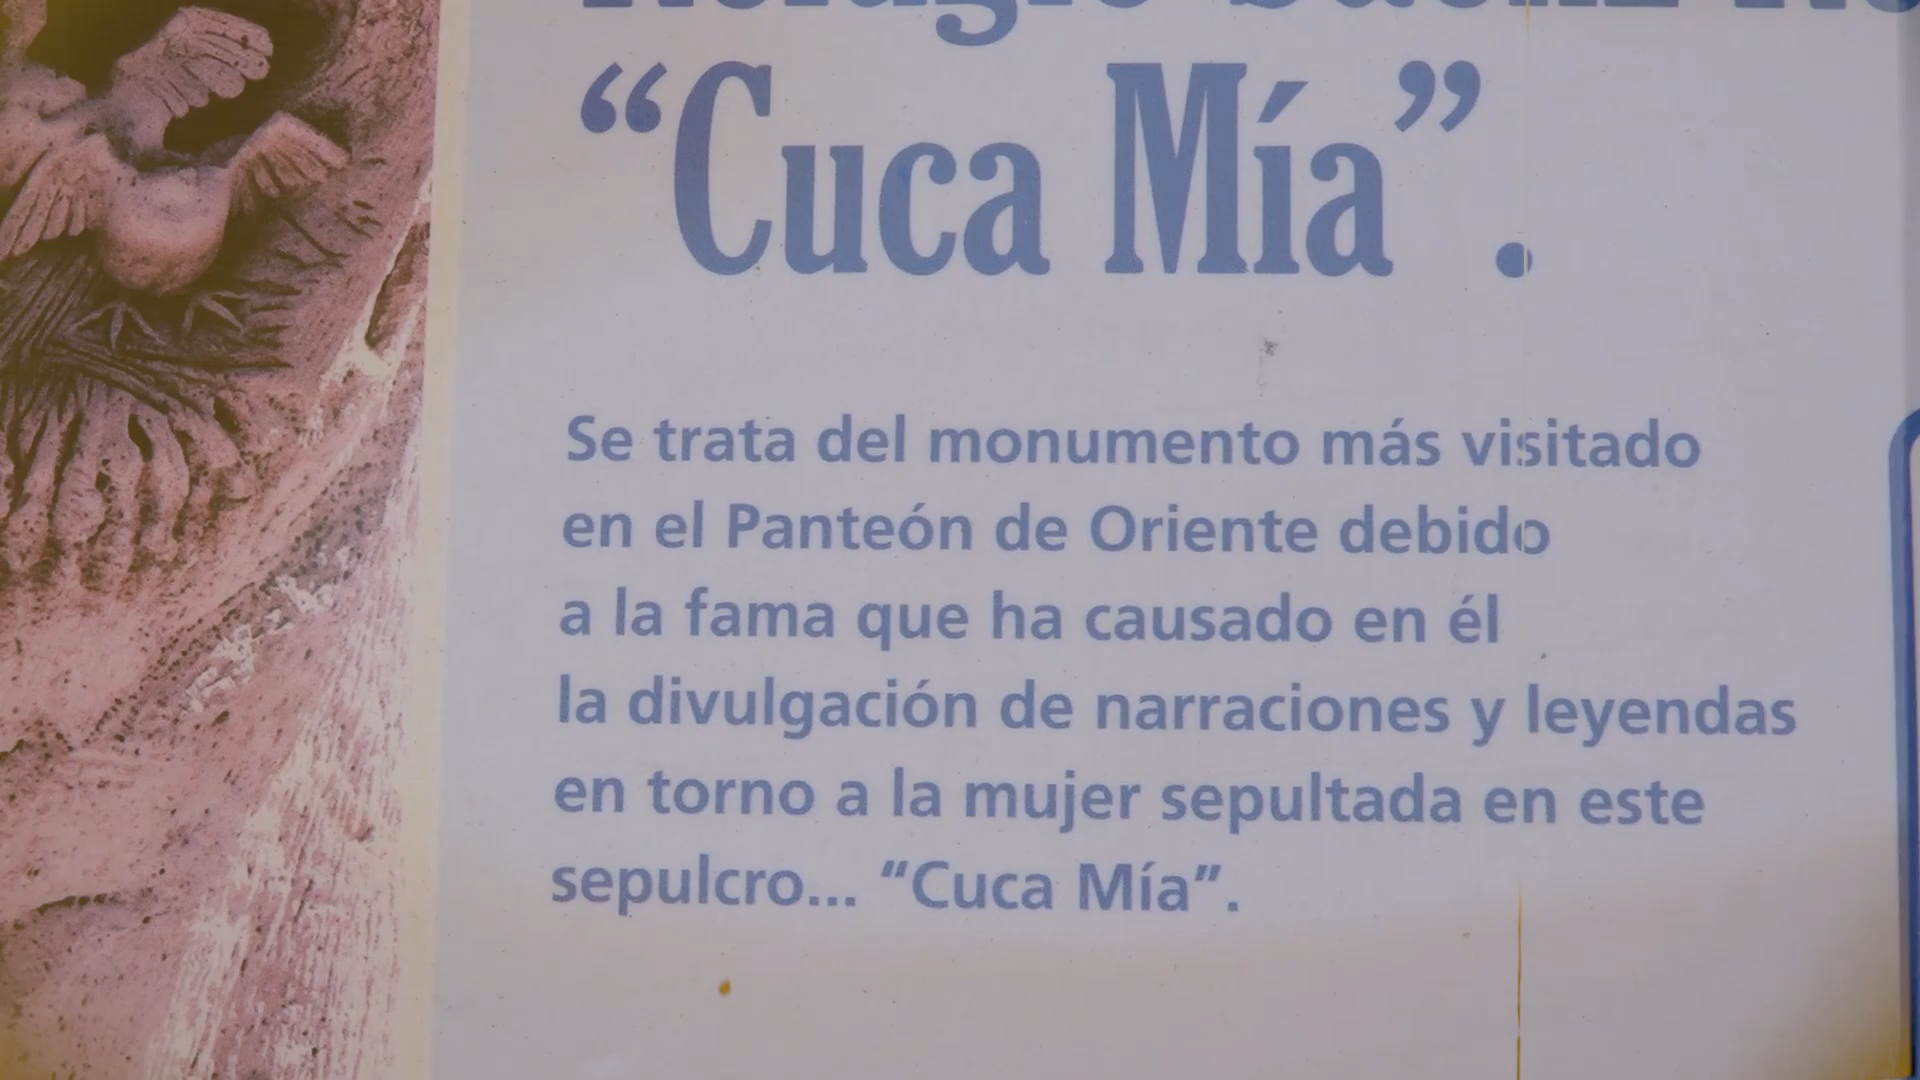 “Cuca Mía” .
Se trata del monumento más visitado
en el Panteón de Oriente debido
a la fama que ha causado en él
la divulgación de narraciones y leyendas
en torno a la mujer sepultada en este
sepulcro... “Cuca Mía”.